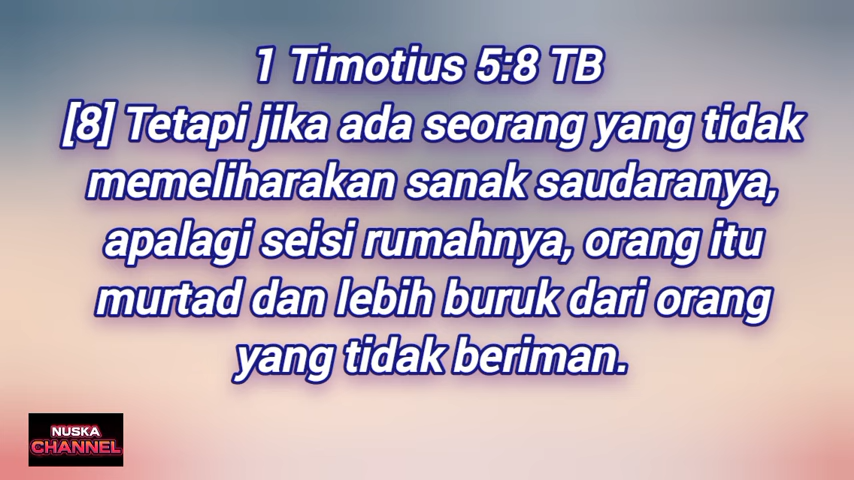 1 Timotius 5:8 TB
[8] Tetapi jika ada seorang yang tidak
memeliharakan sanak saudaranya,
apalagi seisi rumahnya, orang itu
murtad dan lebih buruk dari orang
yang tidak beriman.
NUSKA
CHANNEL